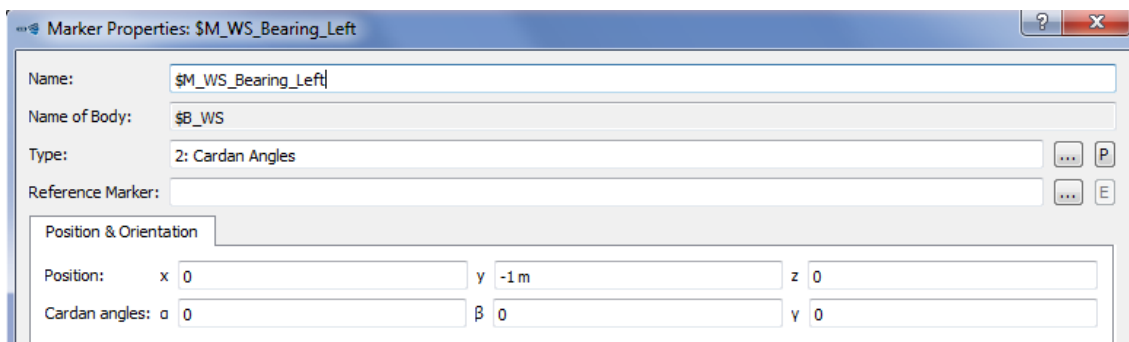 Marker Properties: $M_WS_Bearing_Left ? X
Name: $M_WS_Bearing_Left
Name of Body: $B_WS
Type: 2: Cardan Angles ... P
Reference Marker: ... E
Position & Orientation
Position: x 0 y -1 m z 0
Cardan angles: α 0 β 0 γ 0